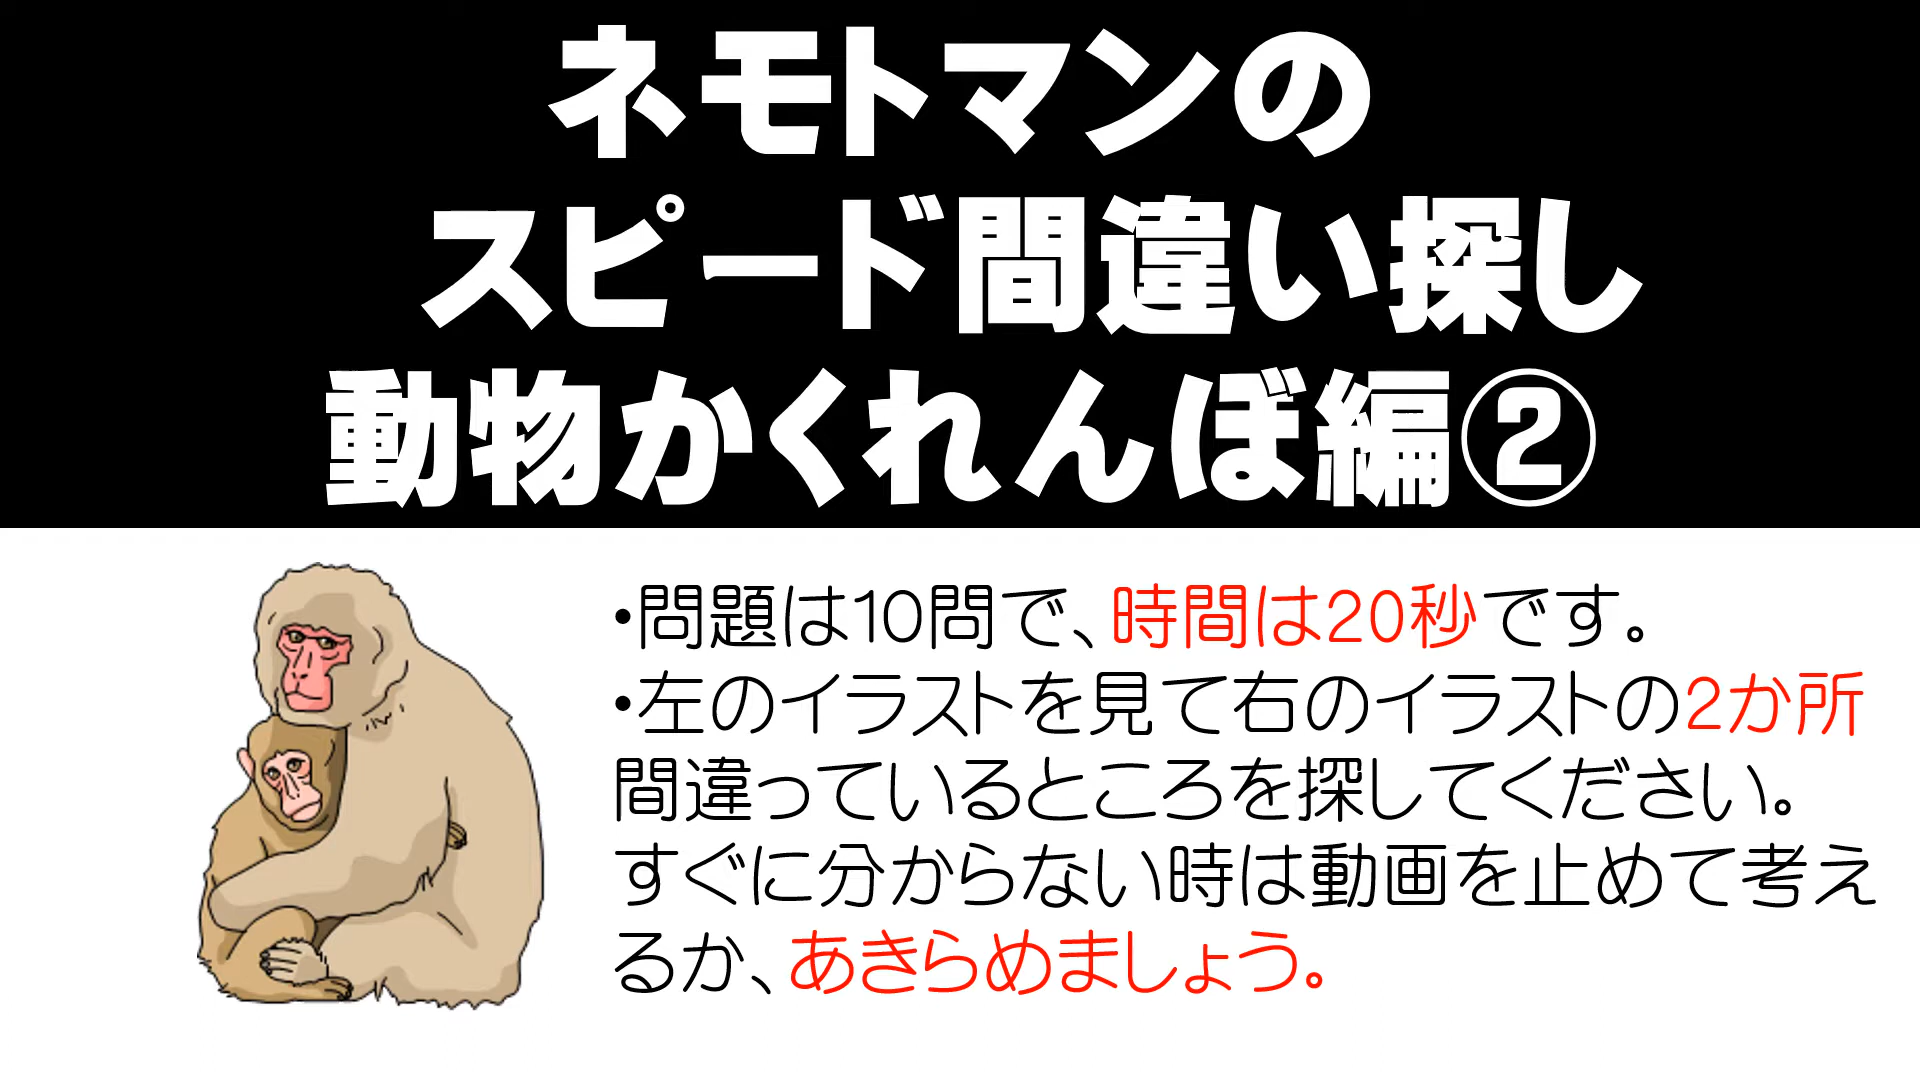 ネモトマンの
スピード間違い探し
動物かくれんぼ編②
•問題は10問で、時間は20秒です。
•左のイラストを見て右のイラストの2か所
間違っているところを探してください。
すぐに分からない時は動画を止めて考え
るか、あきらめましょう。